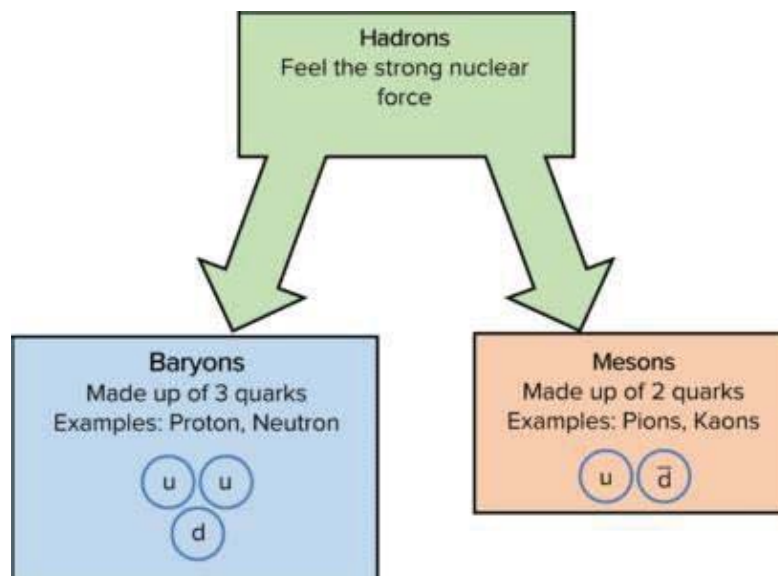 Hadrons
Feel the strong nuclear
force
Baryons
Made up of 3 quarks
Examples: Proton, Neutron
u u
d
Mesons
Made up of 2 quarks
Examples: Pions, Kaons
u d̅